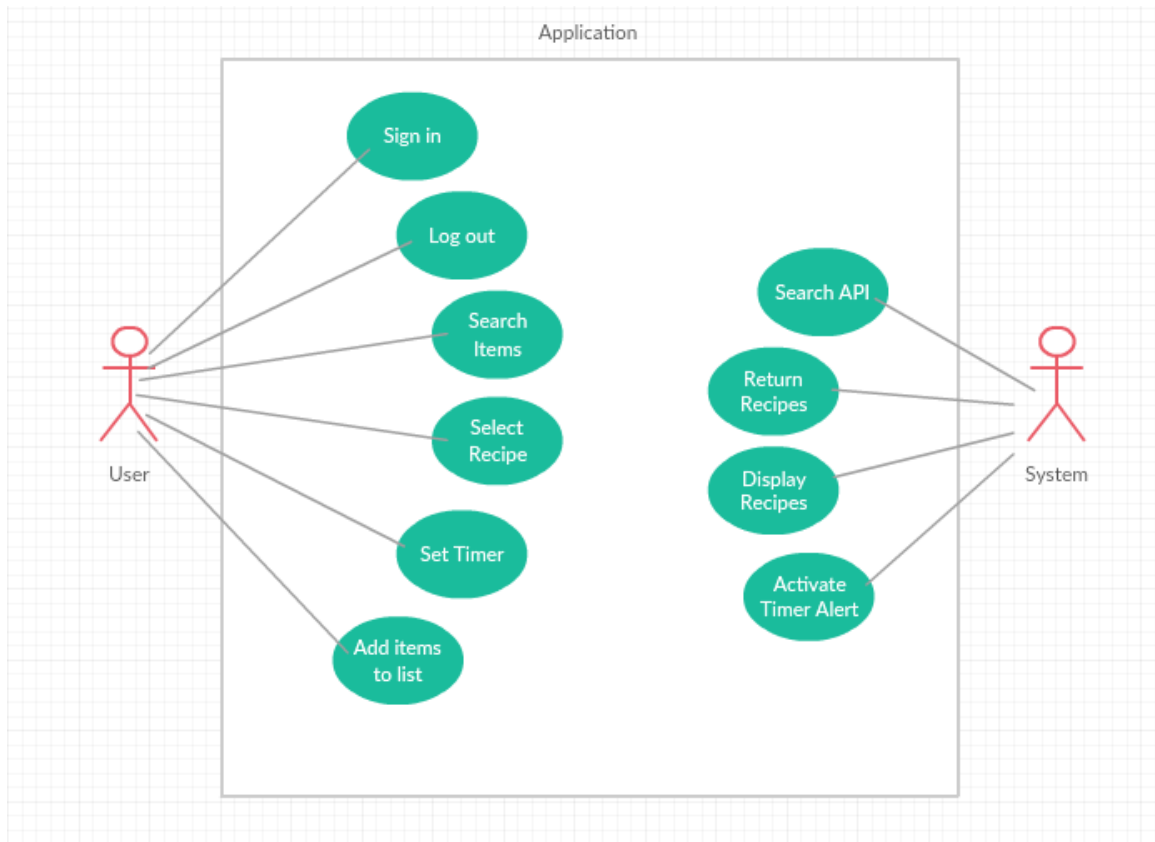 Application
Sign in
Log out
Search
Items
Select
Recipe
Set Timer
Add items
to list
User
Search API
Return
Recipes
Display
Recipes
Activate
Timer Alert
System